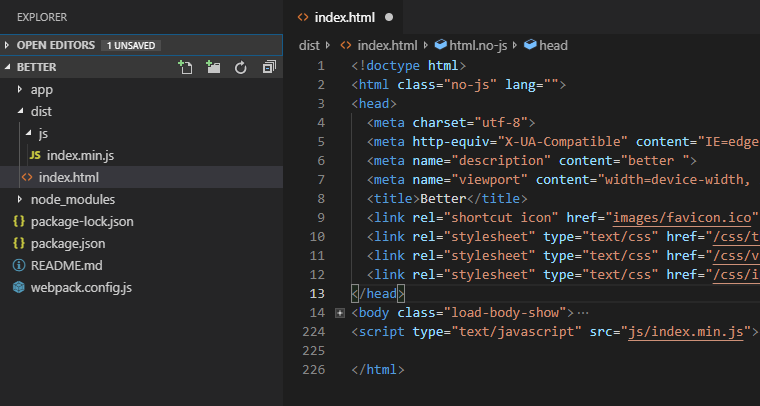 EXPLORER
OPEN EDITORS 1 UNSAVED
BETTER
app
dist
js
JS index.min.js
<> index.html
node_modules
{} package-lock.json
{} package.json
README.md
webpack.config.js
<> index.html
dist <> index.html html.no-js head
1 <!doctype html>
2 <html class="no-js" lang="">
3 <head>
4 <meta charset="utf-8">
5 <meta http-equiv="X-UA-Compatible" content="IE=edge
6 <meta name="description" content="better ">
7 <meta name="viewport" content="width=device-width,
8 <title>Better</title>
9 <link rel="shortcut icon" href="images/favicon.ico"
10 <link rel="stylesheet" type="text/css" href="/css/t
11 <link rel="stylesheet" type="text/css" href="/css/v
12 <link rel="stylesheet" type="text/css" href="/css/i
13 </head>
14 <body class="load-body-show">…
224 <script type="text/javascript" src="js/index.min.js">
225
226 </html>